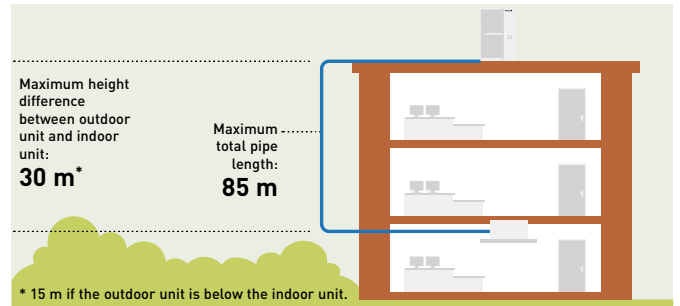 Maximum height
difference
between outdoor
unit and indoor
unit:
30 m*
Maximum
total pipe
length:
85 m
* 15 m if the outdoor unit is below the indoor unit.